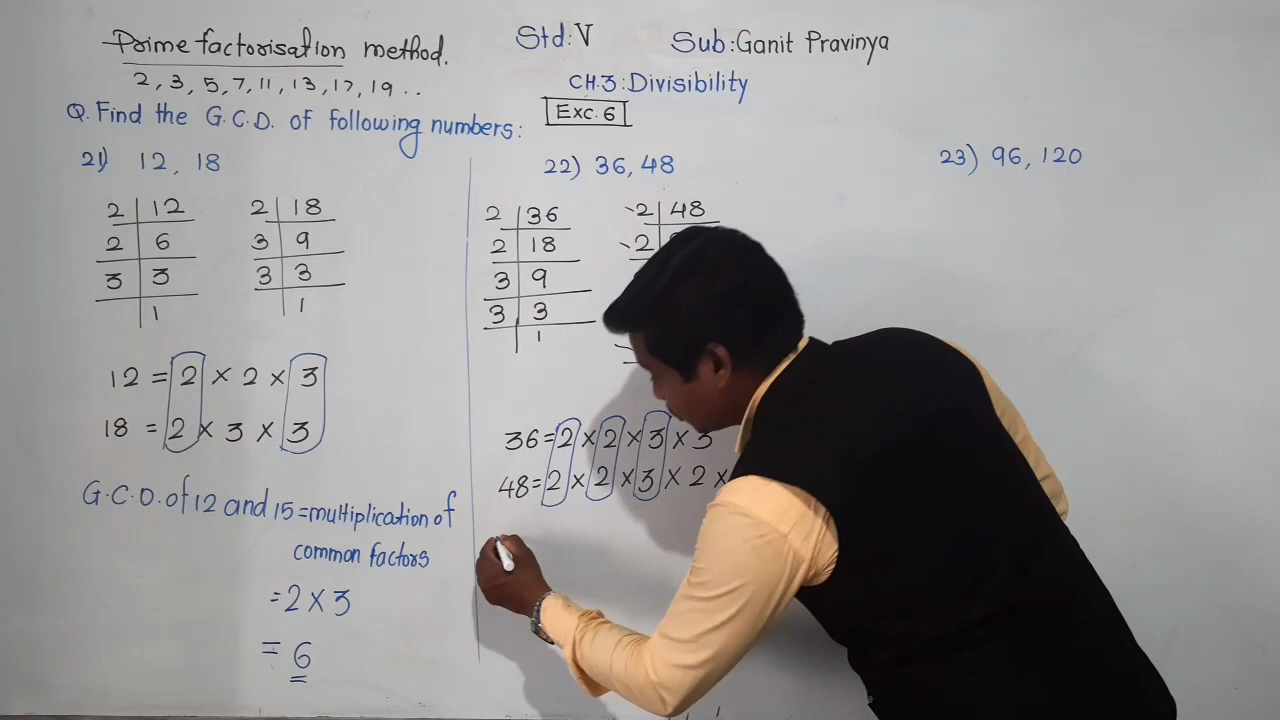 Prime factorisation method.
2, 3, 5, 7, 11, 13, 17, 19 ..
Std: V
Sub: Ganit Pravinya
CH.3: Divisibility
Exc. 6
Q. Find the G.C.D. of following numbers:
21) 12, 18
2 | 12
2 | 6
3 | 3
1
2 | 18
3 | 9
3 | 3
1
12 = 2 × 2 × 3
18 = 2 × 3 × 3
G.C.D. of 12 and 15 = multiplication of
common factors
= 2 × 3
= 6
22) 36, 48
2 | 36
2 | 18
3 | 9
3 | 3
1
2 | 48
2
36 = 2 × 2 × 3 × 3
48 = 2 × 2 × 3 × 2 ×
23) 96, 120